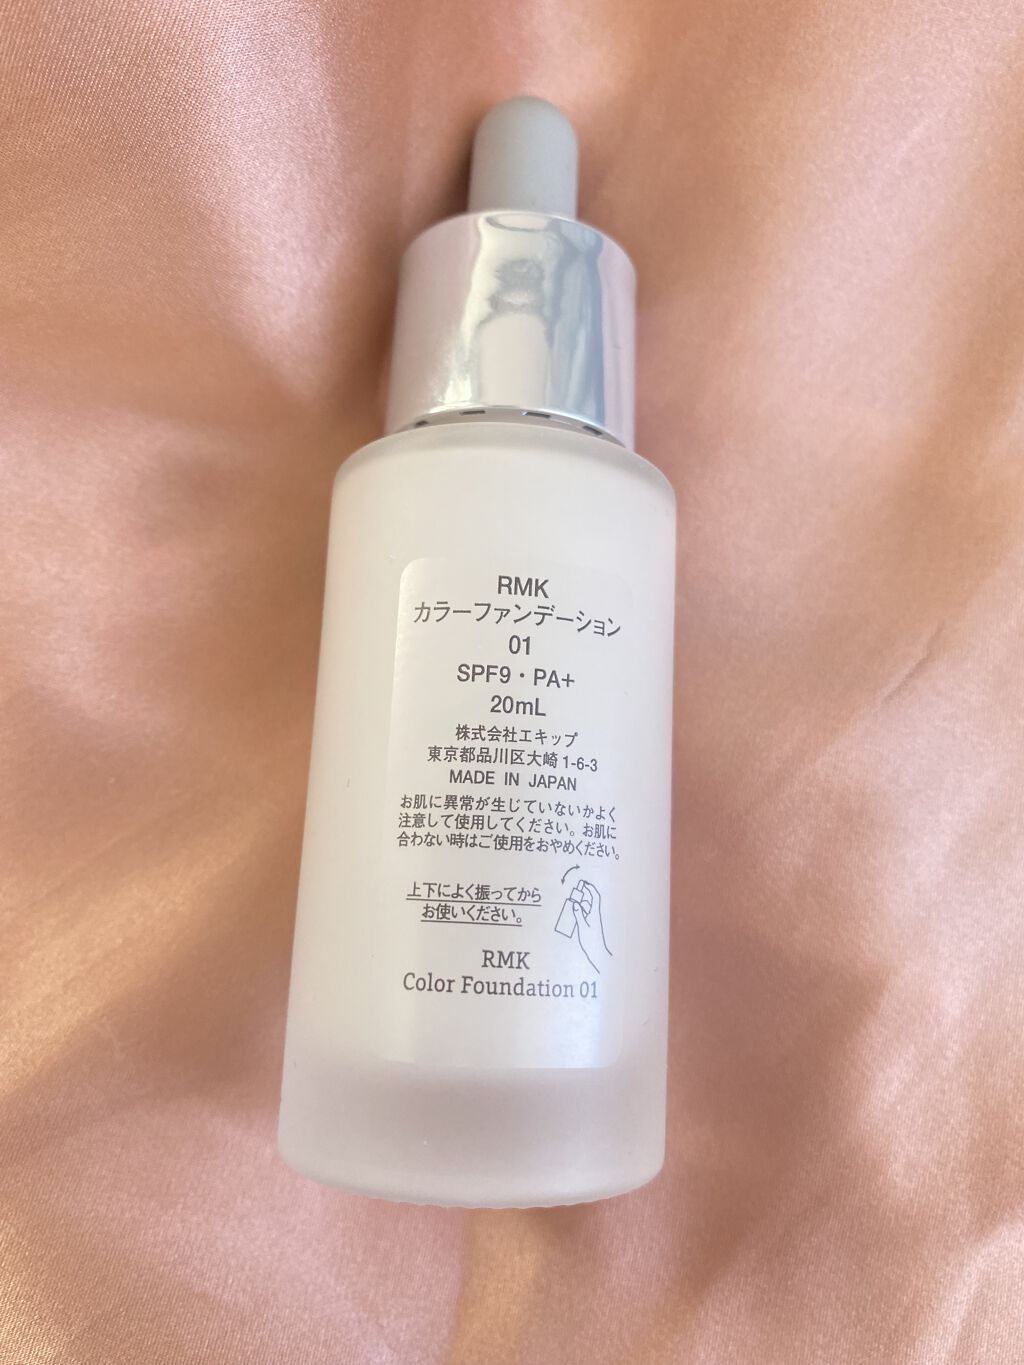 RMK
カラーファンデーション
01
SPF9・PA+
20mL
株式会社エキップ
東京都品川区大崎1-6-3
MADE IN JAPAN
お肌に異常が生じていないかよく
注意して使用してください。お肌に
合わない時はご使用をおやめください。
上下によく振ってから
お使いください。
RMK
Color Foundation 01